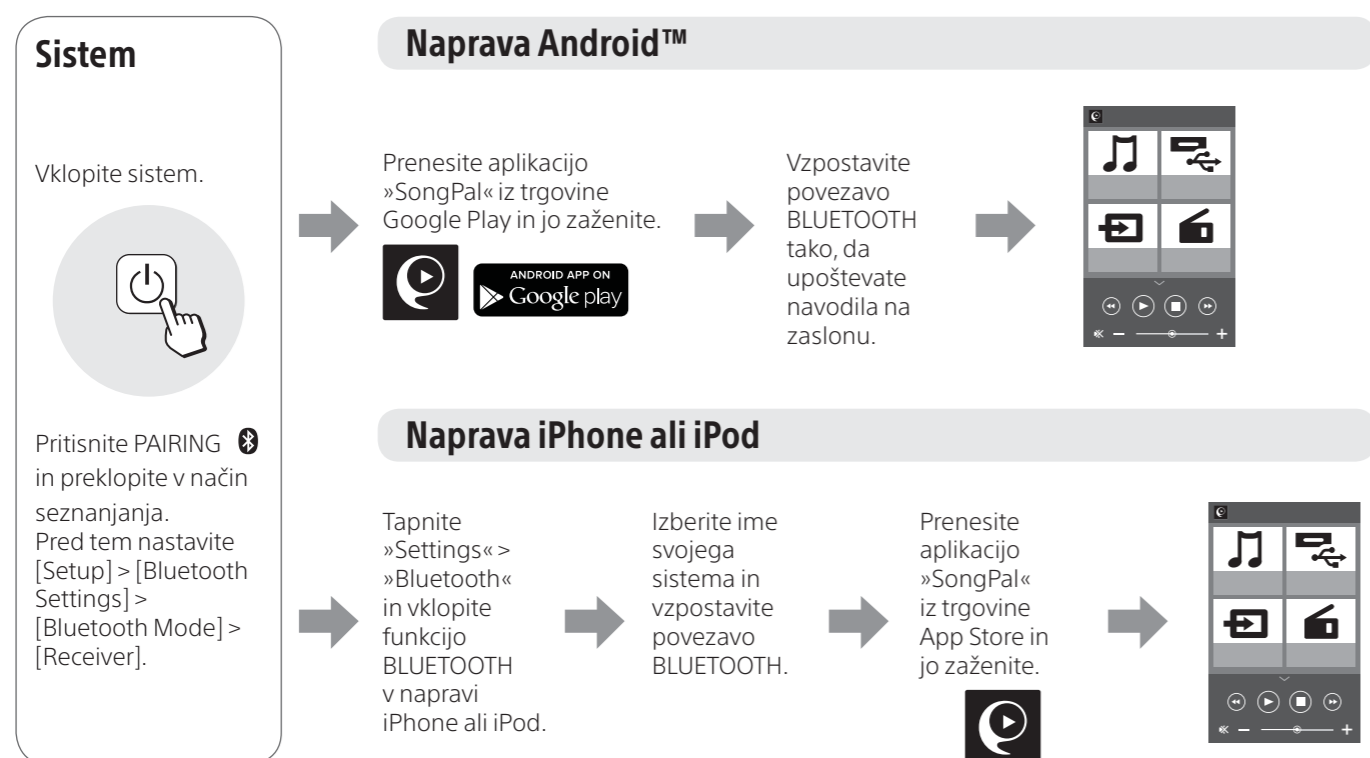 Sistem
Vklopite sistem.
Pritisnite PAIRING
in preklopite v način
seznanjanja.
Pred tem nastavite
[Setup] > [Bluetooth
Settings] >
[Bluetooth Mode] >
[Receiver].
Naprava Android™
Prenesite aplikacijo
»SongPal« iz trgovine
Google Play in jo zaženite.
ANDROID APP ON
Google play
Vzpostavite
povezavo
BLUETOOTH
tako, da
upoštevate
navodila na
zaslonu.
Naprava iPhone ali iPod
Tapnite
»Settings« >
»Bluetooth«
in vklopite
funkcijo
BLUETOOTH
v napravi
iPhone ali iPod.
Izberite ime
svojega
sistema in
vzpostavite
povezavo
BLUETOOTH.
Prenesite
aplikacijo
»SongPal«
iz trgovine
App Store in
jo zaženite.